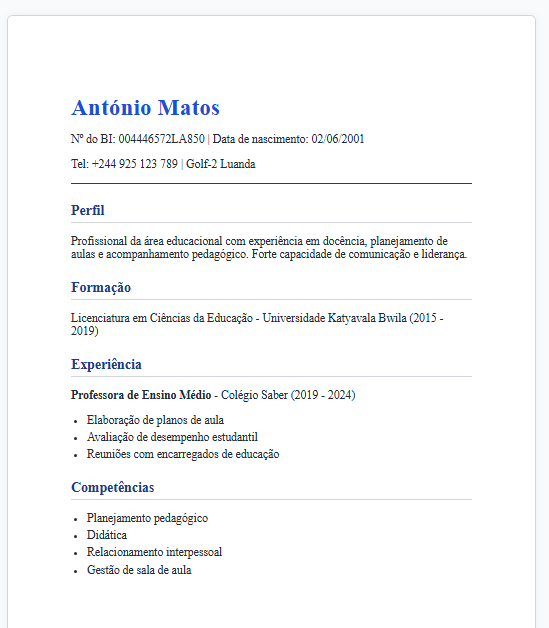 António Matos
Nº do BI: 004446572LA850 | Data de nascimento: 02/06/2001
Tel: +244 925 123 789 | Golf-2 Luanda
Perfil
Profissional da área educacional com experiência em docência, planejamento de
aulas e acompanhamento pedagógico. Forte capacidade de comunicação e liderança.
Formação
Licenciatura em Ciências da Educação - Universidade Katyavala Bwila (2015 -
2019)
Experiência
Professora de Ensino Médio - Colégio Saber (2019 - 2024)
• Elaboração de planos de aula
• Avaliação de desempenho estudantil
• Reuniões com encarregados de educação
Competências
• Planejamento pedagógico
• Didática
• Relacionamento interpessoal
• Gestão de sala de aula